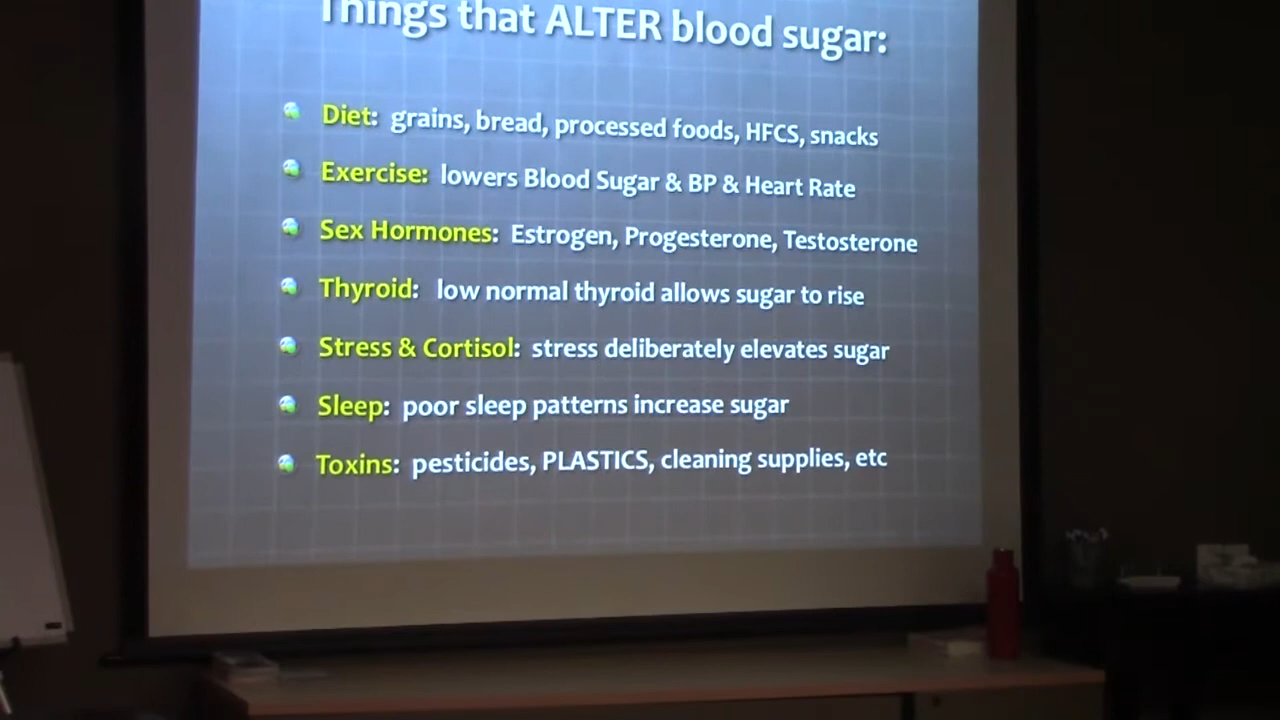 Things that ALTER blood sugar:
Diet: grains, bread, processed foods, HFCS, snacks
Exercise: lowers Blood Sugar & BP & Heart Rate
Sex Hormones: Estrogen, Progesterone, Testosterone
Thyroid: low normal thyroid allows sugar to rise
Stress & Cortisol: stress deliberately elevates sugar
Sleep: poor sleep patterns increase sugar
Toxins: pesticides, PLASTICS, cleaning supplies, etc